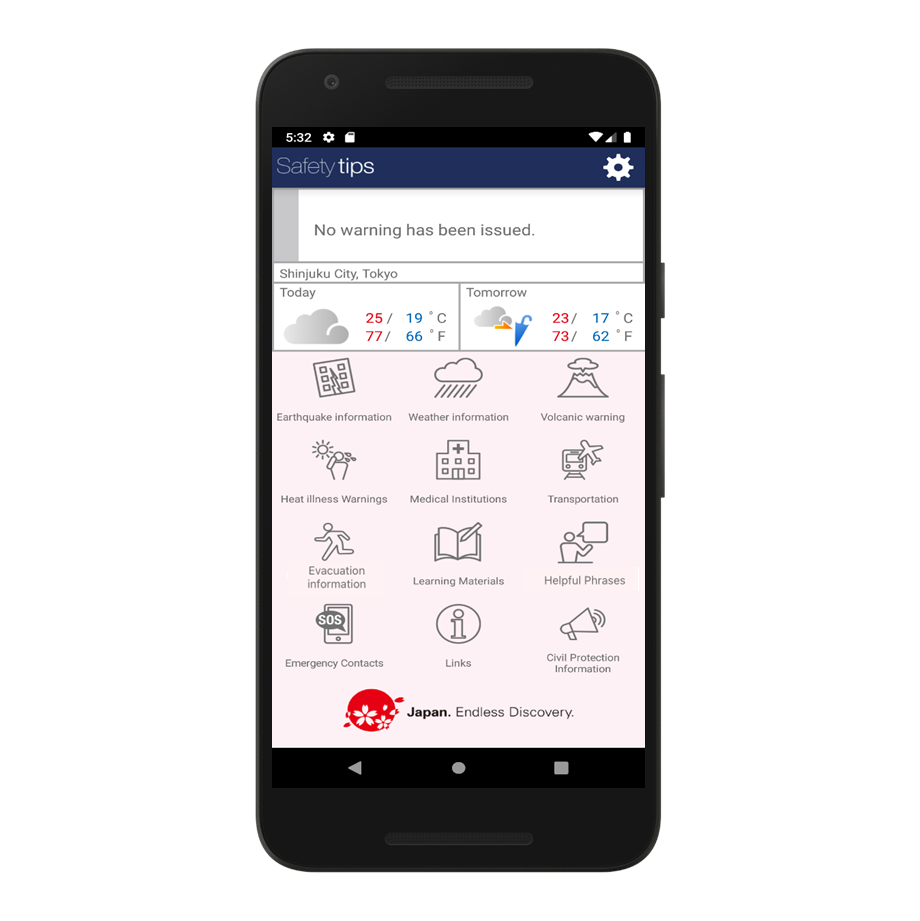 5:32
Safety tips
No warning has been issued.
Shinjuku City, Tokyo
Today
Tomorrow
25 / 19 °C
77 / 66 °F
23 / 17 °C
73 / 62 °F
Earthquake information
Weather information
Volcanic warning
Heat illness Warnings
Medical Institutions
Transportation
Evacuation
information
Learning Materials
Helpful Phrases
SOS
Emergency Contacts
Links
Civil Protection
Information
Japan. Endless Discovery.